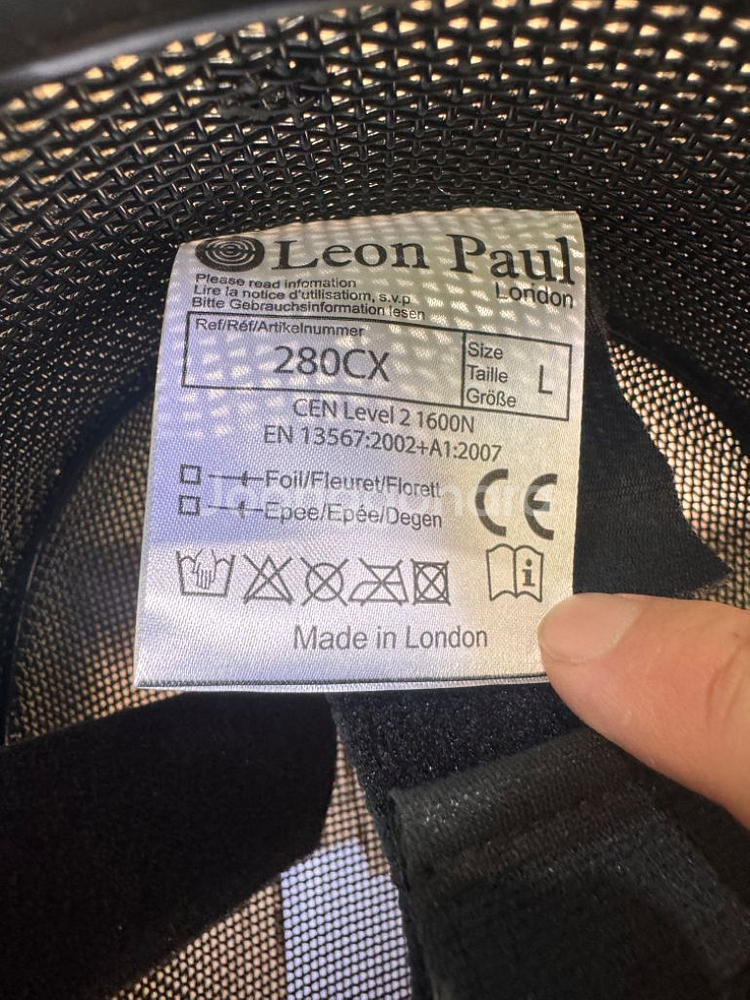 Leon Paul
London
Please read infomation
Lire la notice d'utilisatiom, s.v.p
Bitte Gebrauchsinformation lesen
Ref/Réf/Artikelnummer
280CX
Size
Taille
Größe
L
CEN Level 2 1600N
EN 13567:2002+A1:2007
Foil/Fleuret/Florett
Epee/Epée/Degen
CE
i
Made in London